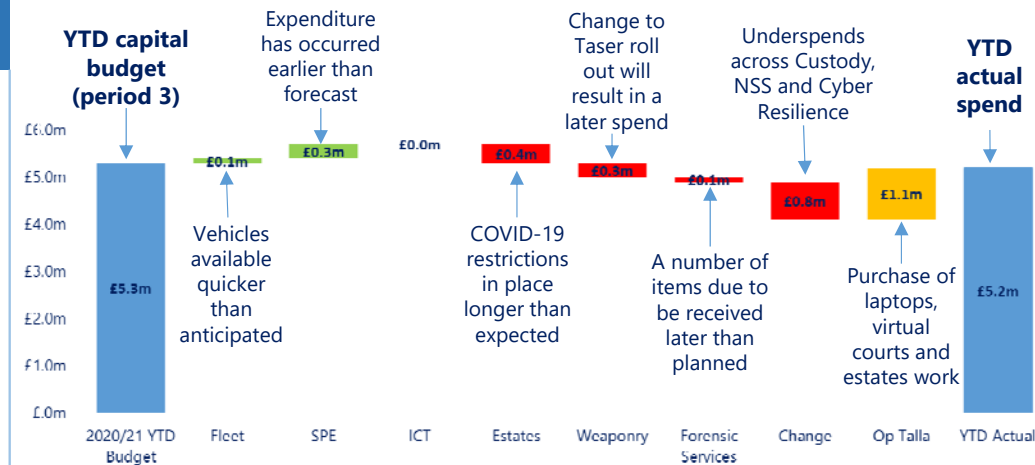 YTD capital
budget
(period 3)
Expenditure
has occurred
earlier than
forecast
Change to
Taser roll
out will
result in a
later spend
Underspends
across Custody,
NSS and Cyber
Resilience
YTD
actual
spend
£6.0m
£5.0m
£4.0m
£3.0m
£2.0m
£1.0m
£.0m
£5.3m
£0.1m
£0.3m
£0.0m
£0.4m
£0.3m
£0.1m
£0.8m
£1.1m
£5.2m
Vehicles
available
quicker
than
anticipated
COVID-19
restrictions
in place
longer than
expected
A number of
items due to
be received
later than
planned
Purchase of
laptops,
virtual
courts and
estates work
2020/21 YTD
Budget
Fleet
SPE
ICT
Estates
Weaponry
Forensic
Services
Change
Op Talla
YTD Actual